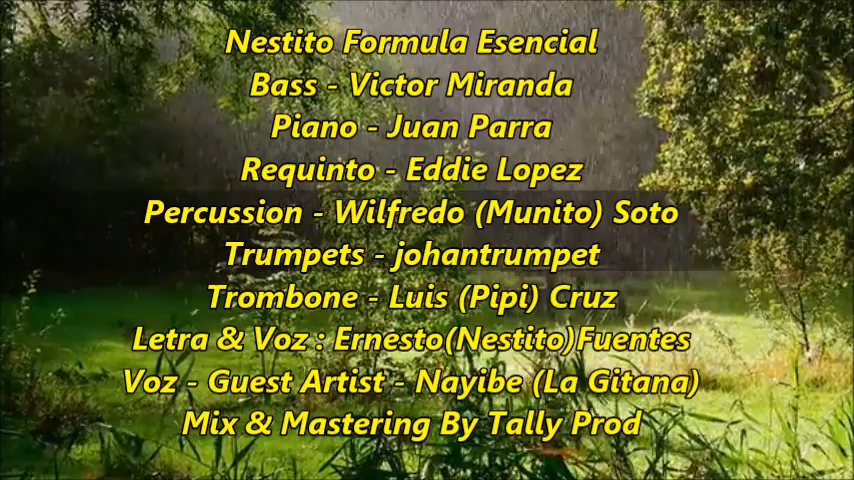 Nestito Formula Esencial
Bass - Victor Miranda
Piano - Juan Parra
Requinto - Eddie Lopez
Percussion - Wilfredo (Munito) Soto
Trumpets - johantrumpet
Trombone - Luis (Pipi) Cruz
Letra & Voz : Ernesto(Nestito)Fuentes
Voz - Guest Artist - Nayibe (La Gitana)
Mix & Mastering By Tally Prod